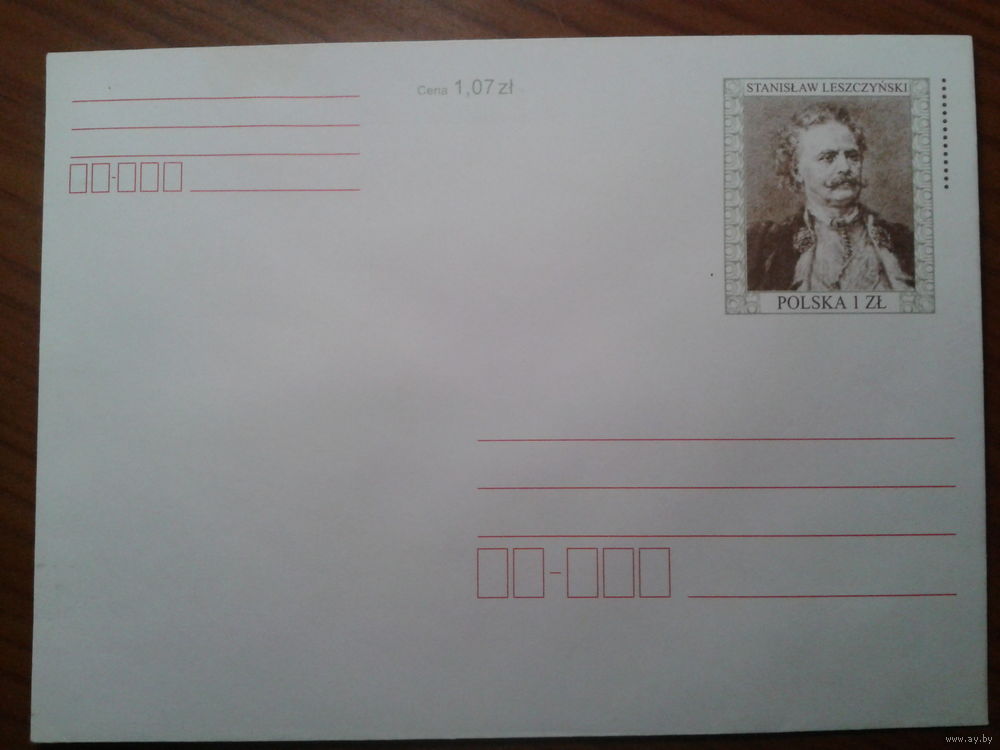 Cena 1,07 zł
STANISŁAW LESZCZYŃSKI
POLSKA 1 ZŁ
www.ay.by